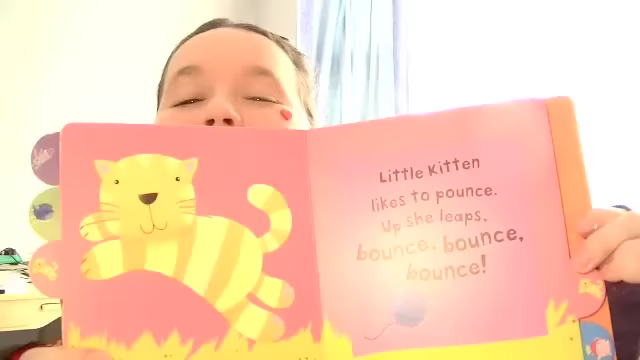 Little Kitten
likes to pounce.
Up she leaps,
bounce, bounce,
bounce!